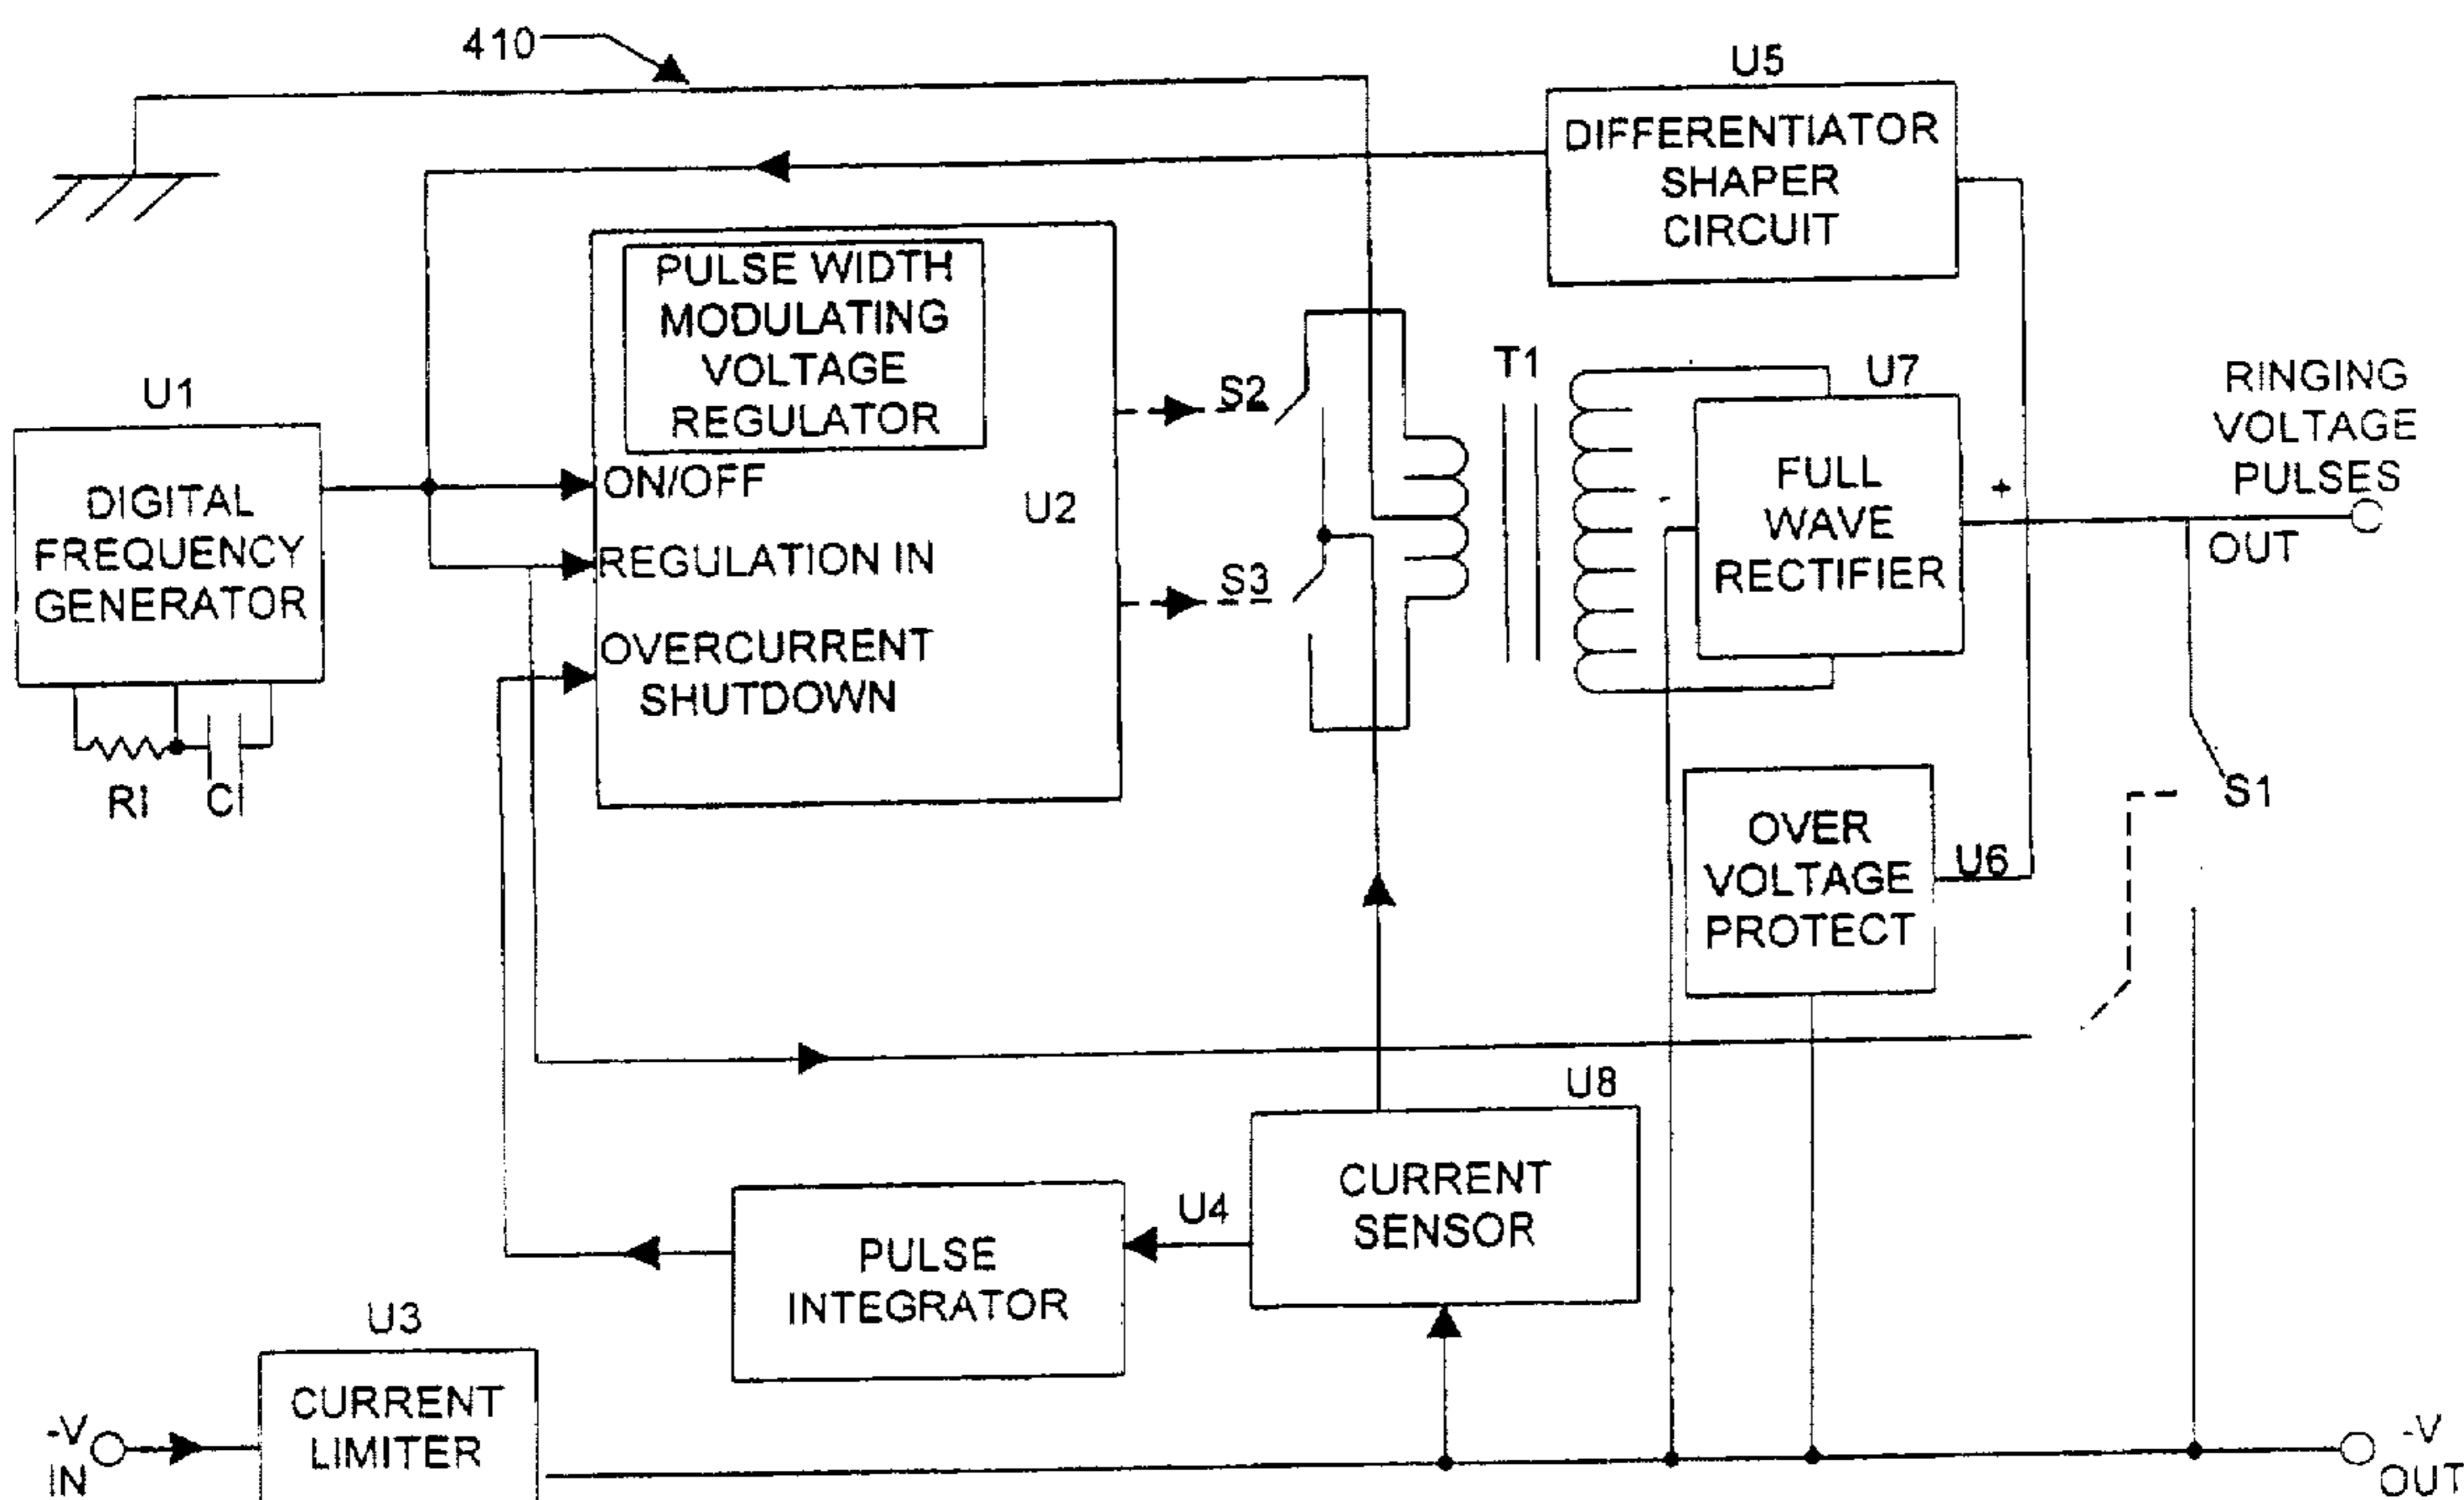 410
U5
DIFFERENTIATOR
SHAPER
CIRCUIT
PULSE WIDTH
MODULATING
VOLTAGE
REGULATOR
ON/OFF
REGULATION IN
OVERCURRENT
SHUTDOWN
U2
U1
DIGITAL
FREQUENCY
GENERATOR
RI
CI
S2
S3
T1
U7
-
FULL
WAVE
RECTIFIER
+
RINGING
VOLTAGE
PULSES
OUT
S1
OVER
VOLTAGE
PROTECT
U6
U8
CURRENT
SENSOR
U4
PULSE
INTEGRATOR
U3
CURRENT
LIMITER
-V
IN
-V
OUT